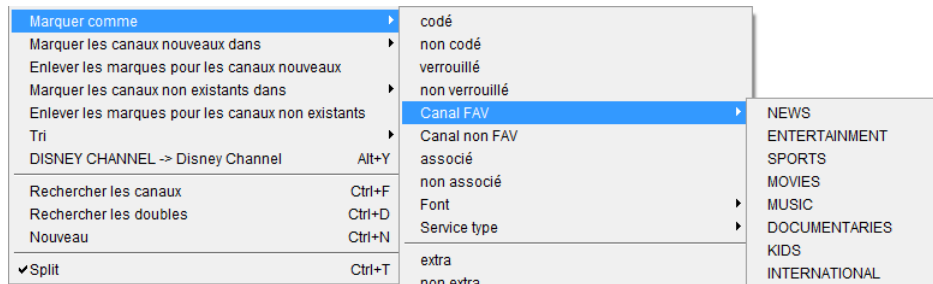 Marquer comme
Marquer les canaux nouveaux dans
Enlever les marques pour les canaux nouveaux
Marquer les canaux non existants dans
Enlever les marques pour les canaux non existants
Tri
DISNEY CHANNEL -> Disney Channel Alt+Y
Rechercher les canaux Ctrl+F
Rechercher les doubles Ctrl+D
Nouveau Ctrl+N
Split Ctrl+T
codé
non codé
verrouillé
non verrouillé
Canal FAV
Canal non FAV
associé
non associé
Font
Service type
extra
non extra
NEWS
ENTERTAINMENT
SPORTS
MOVIES
MUSIC
DOCUMENTARIES
KIDS
INTERNATIONAL